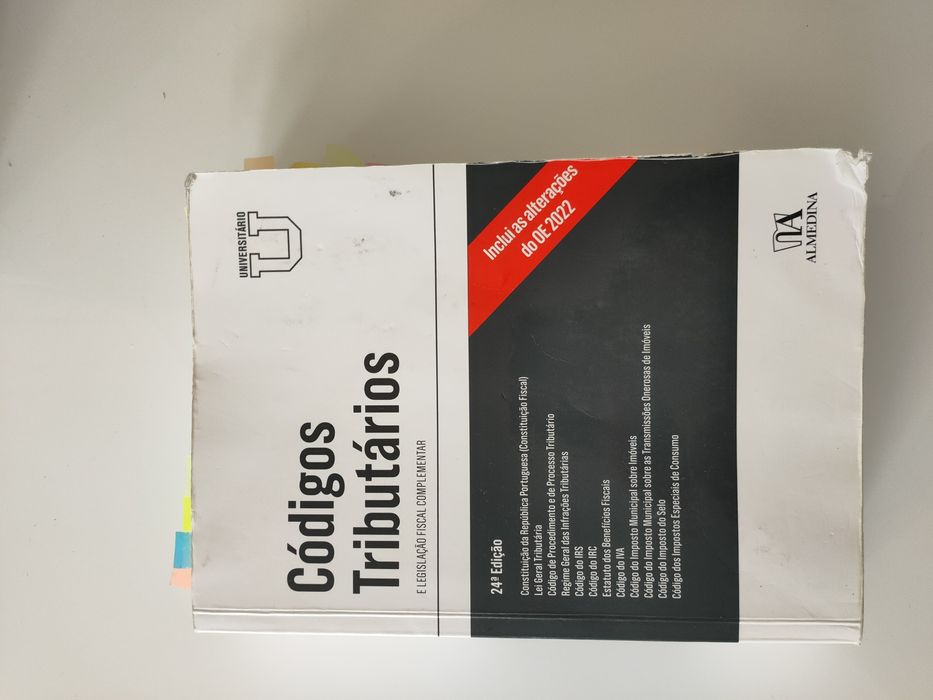 UNIVERSITÁRIO
U
Códigos
Tributários
E LEGISLAÇÃO FISCAL COMPLEMENTAR
Inclui as alterações
do OE 2022
24ª Edição
Constituição da República Portuguesa (Constituição Fiscal)
Lei Geral Tributária
Código de Procedimento e de Processo Tributário
Regime Geral das Infrações Tributárias
Código do IRS
Código do IRC
Estatuto dos Benefícios Fiscais
Código do IVA
Código do Imposto Municipal sobre Imóveis
Código do Imposto Municipal sobre as Transmissões Onerosas de Imóveis
Código do Imposto do Selo
Código dos Impostos Especiais de Consumo
ALMEDINA